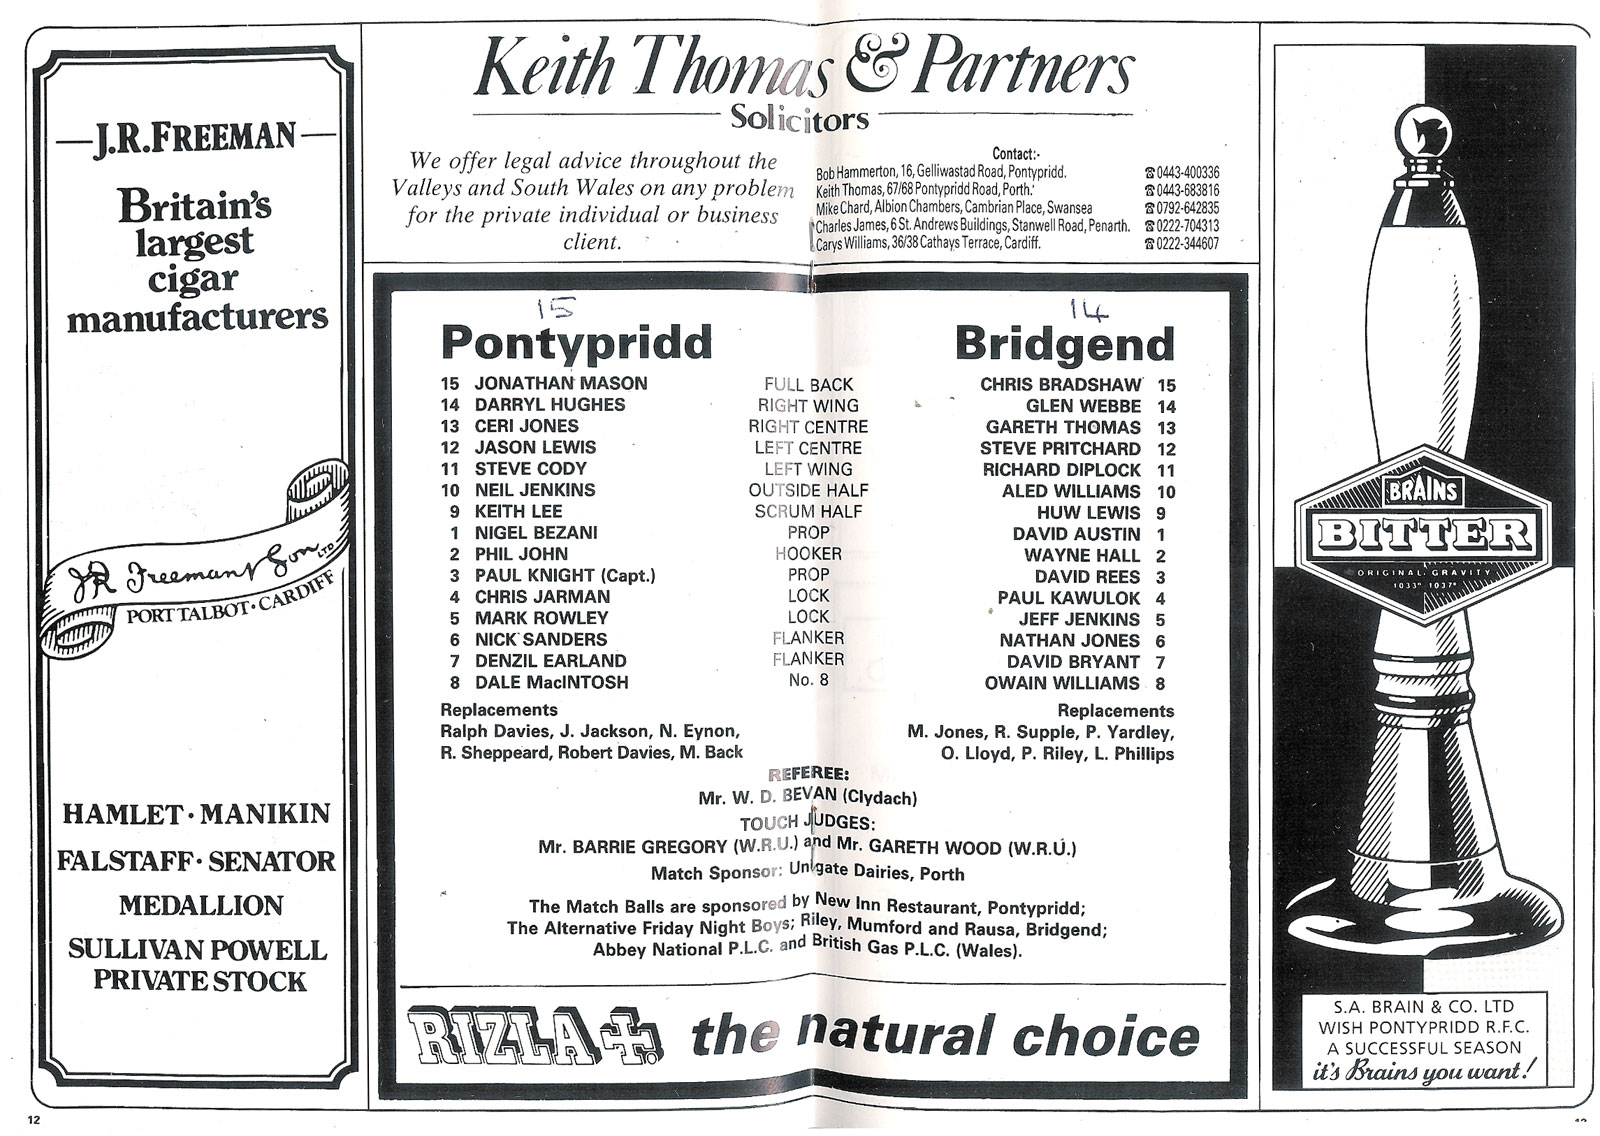 J.R.FREEMAN
Britain's
largest
cigar
manufacturers
JR Freeman & Son LTD
PORT TALBOT · CARDIFF
HAMLET · MANIKIN
FALSTAFF · SENATOR
MEDALLION
SULLIVAN POWELL
PRIVATE STOCK
12
Keith Thomas & Partners
Solicitors
We offer legal advice throughout the
Valleys and South Wales on any problem
for the private individual or business
client.
Contact:-
Bob Hammerton, 16, Gelliwastad Road, Pontypridd. ☎0443-400336
Keith Thomas, 67/68 Pontypridd Road, Porth. ☎0443-683816
Mike Chard, Albion Chambers, Cambrian Place, Swansea ☎0792-642835
Charles James, 6 St. Andrews Buildings, Stanwell Road, Penarth. ☎0222-704313
Carys Williams, 36/38 Cathays Terrace, Cardiff. ☎0222-344607
15 14
Pontypridd Bridgend
15 JONATHAN MASON FULL BACK CHRIS BRADSHAW 15
14 DARRYL HUGHES RIGHT WING GLEN WEBBE 14
13 CERI JONES RIGHT CENTRE GARETH THOMAS 13
12 JASON LEWIS LEFT CENTRE STEVE PRITCHARD 12
11 STEVE CODY LEFT WING RICHARD DIPLOCK 11
10 NEIL JENKINS OUTSIDE HALF ALED WILLIAMS 10
9 KEITH LEE SCRUM HALF HUW LEWIS 9
1 NIGEL BEZANI PROP DAVID AUSTIN 1
2 PHIL JOHN HOOKER WAYNE HALL 2
3 PAUL KNIGHT (Capt.) PROP DAVID REES 3
4 CHRIS JARMAN LOCK PAUL KAWULOK 4
5 MARK ROWLEY LOCK JEFF JENKINS 5
6 NICK SANDERS FLANKER NATHAN JONES 6
7 DENZIL EARLAND FLANKER DAVID BRYANT 7
8 DALE MacINTOSH No. 8 OWAIN WILLIAMS 8
Replacements
Ralph Davies, J. Jackson, N. Eynon,
R. Sheppeard, Robert Davies, M. Back
Replacements
M. Jones, R. Supple, P. Yardley,
O. Lloyd, P. Riley, L. Phillips
REFEREE:
Mr. W. D. BEVAN (Clydach)
TOUCH JUDGES:
Mr. BARRIE GREGORY (W.R.U.) and Mr. GARETH WOOD (W.R.U.)
Match Sponsor: Unigate Dairies, Porth
The Match Balls are sponsored by New Inn Restaurant, Pontypridd;
The Alternative Friday Night Boys; Riley, Mumford and Rausa, Bridgend;
Abbey National P.L.C. and British Gas P.L.C. (Wales).
RIZLA+. the natural choice
BRAINS
BITTER
ORIGINAL GRAVITY
1033° 1037°
S.A. BRAIN & CO. LTD
WISH PONTYPRIDD R.F.C.
A SUCCESSFUL SEASON
it's Brains you want!